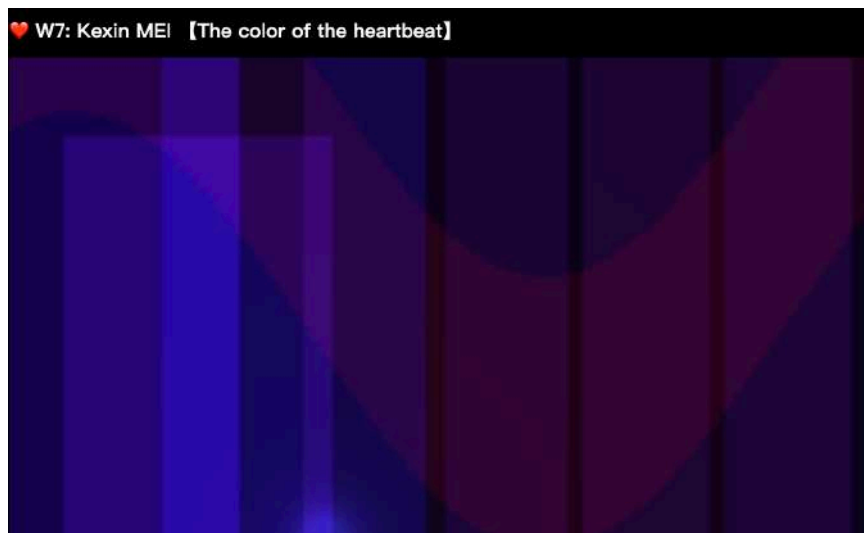 ❤️ W7: Kexin MEI 【The color of the heartbeat】